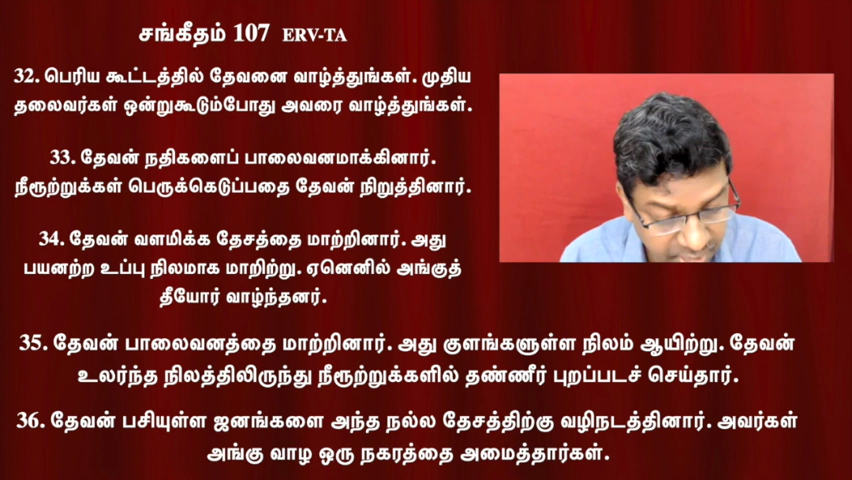 சங்கீதம் 107 ERV-TA
32. பெரிய கூட்டத்தில் தேவனை வாழ்த்துங்கள். முதிய
தலைவர்கள் ஒன்றுகூடும்போது அவரை வாழ்த்துங்கள்.
33. தேவன் நதிகளைப் பாலைவனமாக்கினார்.
நீரூற்றுக்கள் பெருக்கெடுப்பதை தேவன் நிறுத்தினார்.
34. தேவன் வளமிக்க தேசத்தை மாற்றினார். அது
பயனற்ற உப்பு நிலமாக மாறிற்று. ஏனெனில் அங்குத்
தீயோர் வாழ்ந்தனர்.
35. தேவன் பாலைவனத்தை மாற்றினார். அது குளங்களுள்ள நிலம் ஆயிற்று. தேவன்
உலர்ந்த நிலத்திலிருந்து நீரூற்றுக்களில் தண்ணீர் புறப்படச் செய்தார்.
36. தேவன் பசியுள்ள ஜனங்களை அந்த நல்ல தேசத்திற்கு வழிநடத்தினார். அவர்கள்
அங்கு வாழ ஒரு நகரத்தை அமைத்தார்கள்.